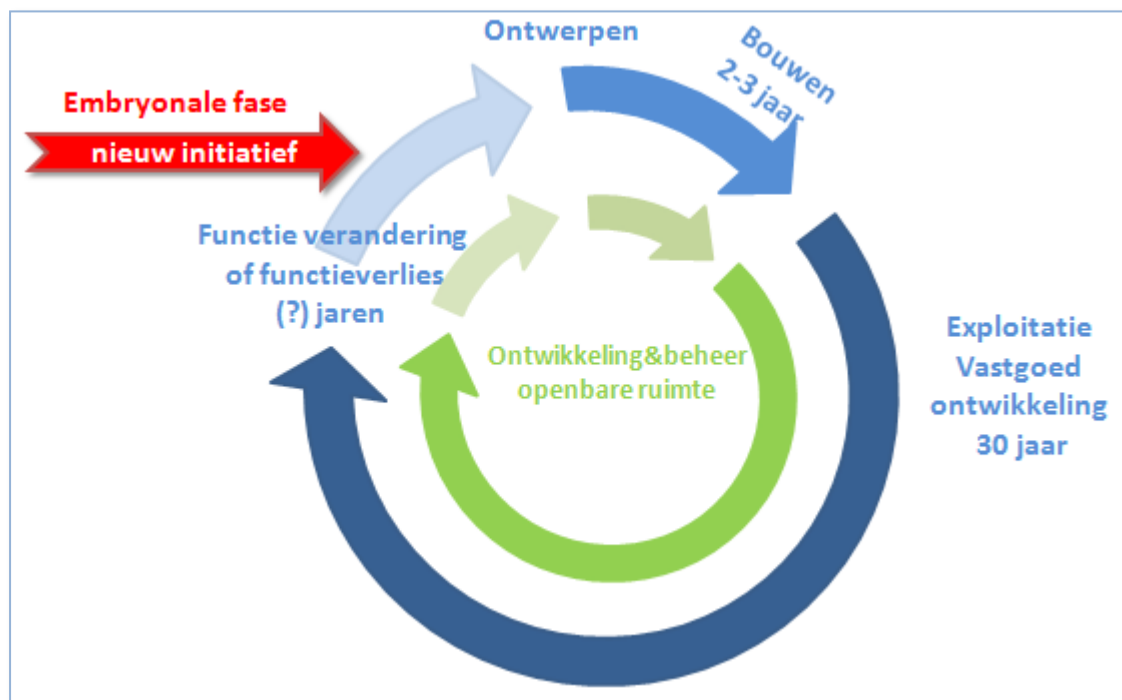 Ontwerpen
Bouwen
2-3 jaar
Embryonale fase
nieuw initiatief
Functie verandering
of functieverlies
(?) jaren
Ontwikkeling&beheer
openbare ruimte
Exploitatie
Vastgoed
ontwikkeling
30 jaar